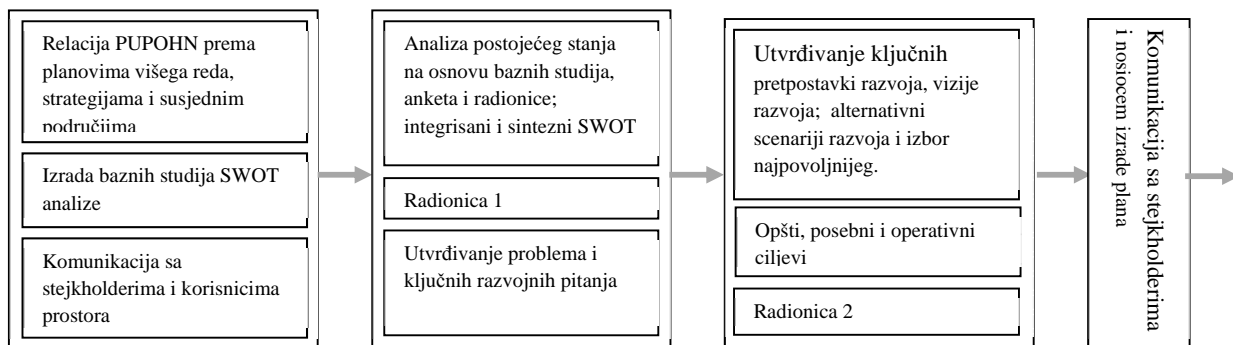 Relacija PUPOHN prema
planovima višega reda,
strategijama i susjednim
područjima
Izrada baznih studija SWOT
analize
Komunikacija sa
stejkholderima i korisnicima
prostora
Analiza postojećeg stanja
na osnovu baznih studija,
anketa i radionice;
integrisani i sintezni SWOT
Radionica 1
Utvrđivanje problema i
ključnih razvojnih pitanja
Utvrđivanje ključnih
pretpostavki razvoja, vizije
razvoja; alternativni
scenariji razvoja i izbor
najpovoljnijeg.
Opšti, posebni i operativni
ciljevi
Radionica 2
Komunikacija sa stejkholderima
i nosiocem izrade plana